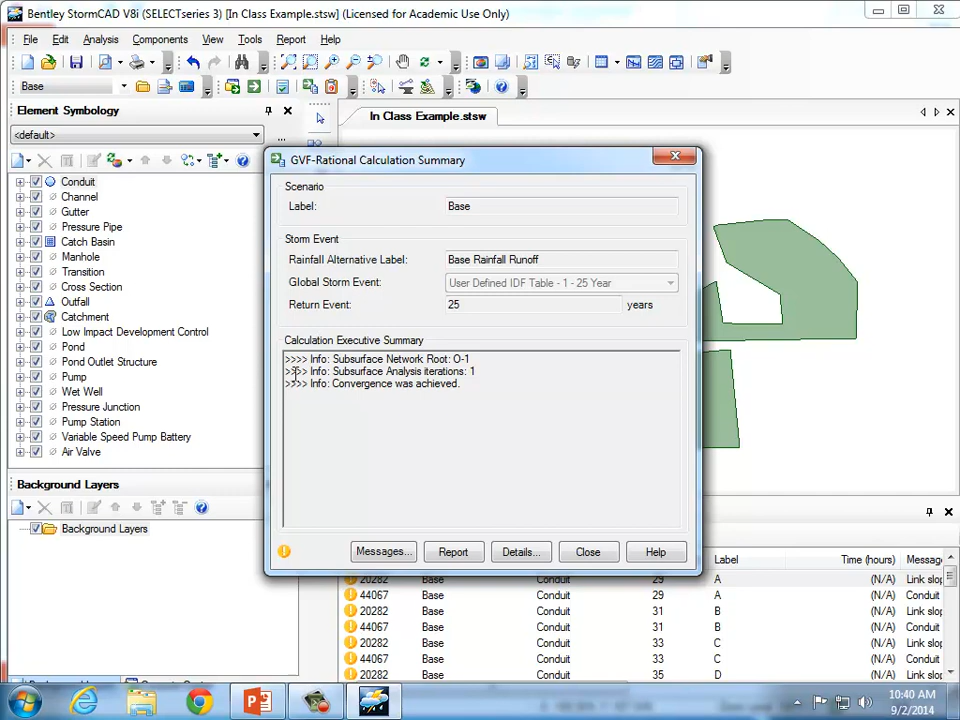 Bentley StormCAD V8i (SELECTseries 3) [In Class Example.stsw] (Licensed for Academic Use Only)
File Edit Analysis Components View Tools Report Help
Base
Element Symbology
In Class Example.stsw
<default>
Conduit
Channel
Gutter
Pressure Pipe
Catch Basin
Manhole
Transition
Cross Section
Outfall
Catchment
Low Impact Development Control
Pond
Pond Outlet Structure
Pump
Wet Well
Pressure Junction
Pump Station
Variable Speed Pump Battery
Air Valve
Background Layers
Background Layers
GVF-Rational Calculation Summary
Scenario
Label: Base
Storm Event
Rainfall Alternative Label: Base Rainfall Runoff
Global Storm Event: User Defined IDF Table - 1 - 25 Year
Return Event: 25 years
Calculation Executive Summary
>>>> Info: Subsurface Network Root: O-1
>>>> Info: Subsurface Analysis iterations: 1
>>>> Info: Convergence was achieved.
Messages... Report Details... Close Help
Label Time (hours) Messag
20282 Base Conduit 29 A (N/A) Link slop
44067 Base Conduit 29 A (N/A) Conduit
20282 Base Conduit 31 B (N/A) Link slop
44067 Base Conduit 31 B (N/A) Conduit
20282 Base Conduit 33 C (N/A) Link slop
44067 Base Conduit 33 C (N/A) Conduit
20282 Base Conduit 35 D (N/A) Link slop
10:40 AM
9/2/2014